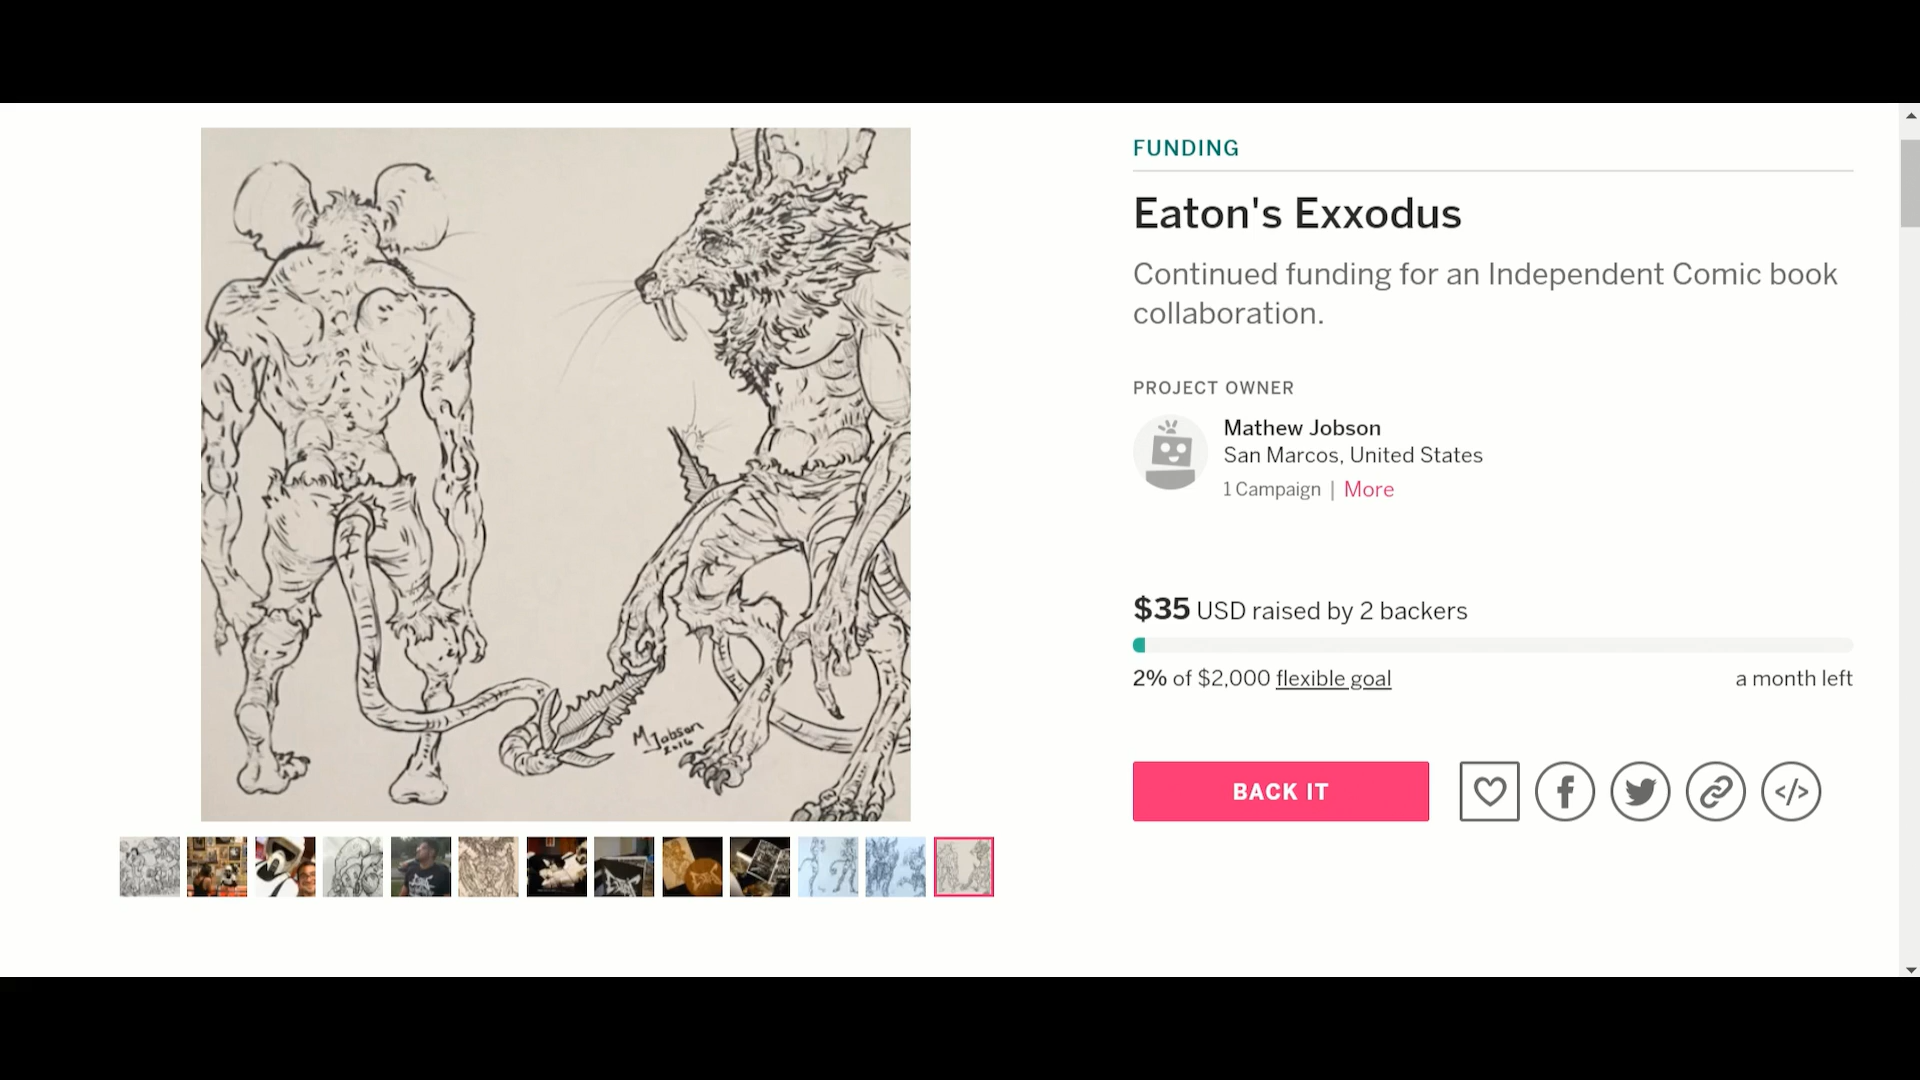 FUNDING
Eaton's Exxodus
Continued funding for an Independent Comic book
collaboration.
PROJECT OWNER
Mathew Jobson
San Marcos, United States
1 Campaign | More
$35 USD raised by 2 backers
2% of $2,000 flexible goal
a month left
BACK IT
M Jobson
2016